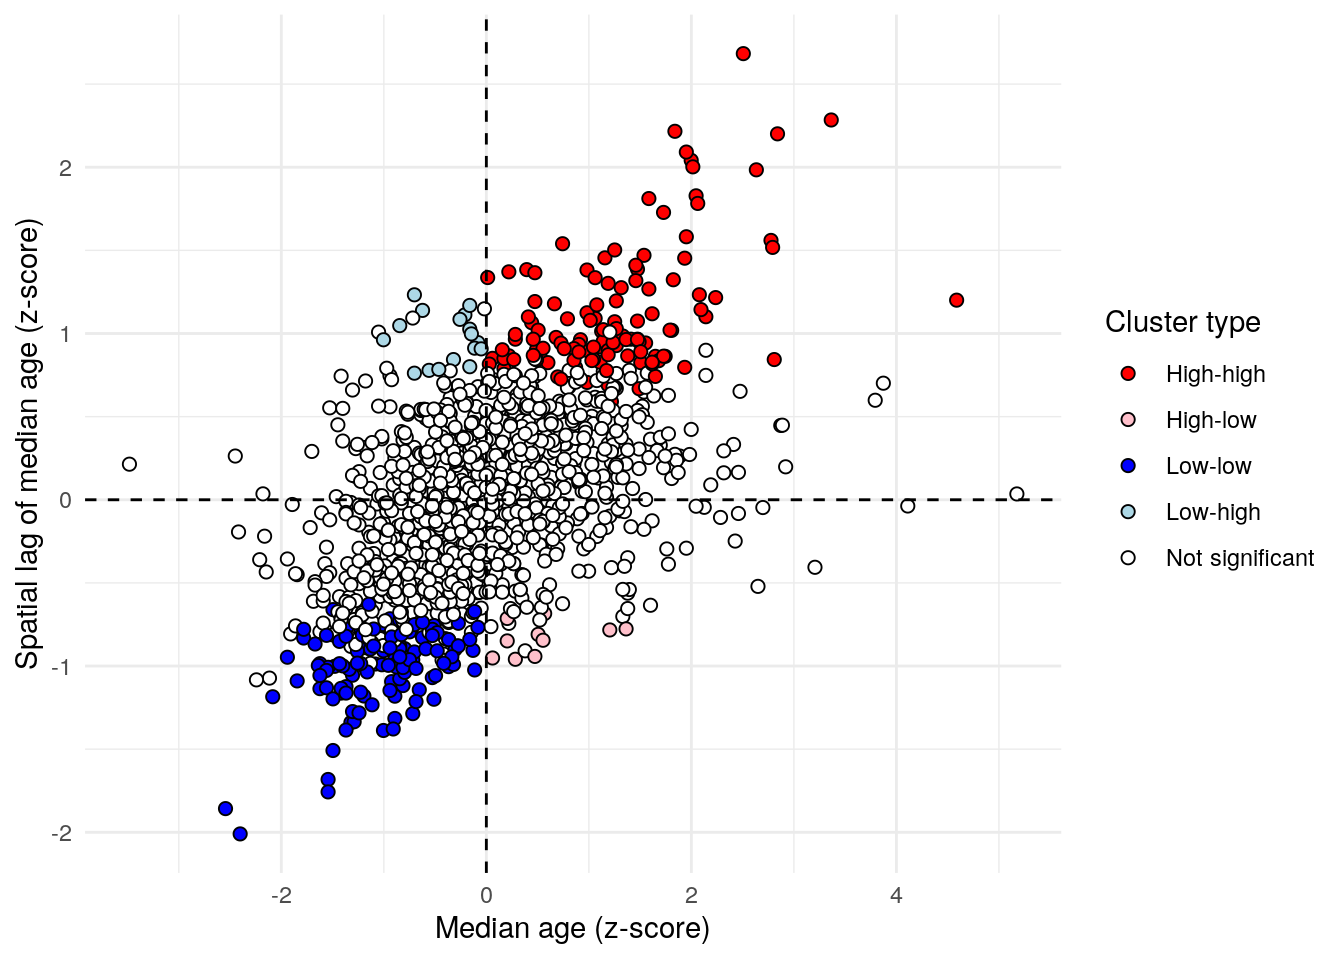 Spatial lag of median age (z-score)
2
1
0
-1
-2
-2
0
2
4
Median age (z-score)
Cluster type
High-high
High-low
Low-low
Low-high
Not significant